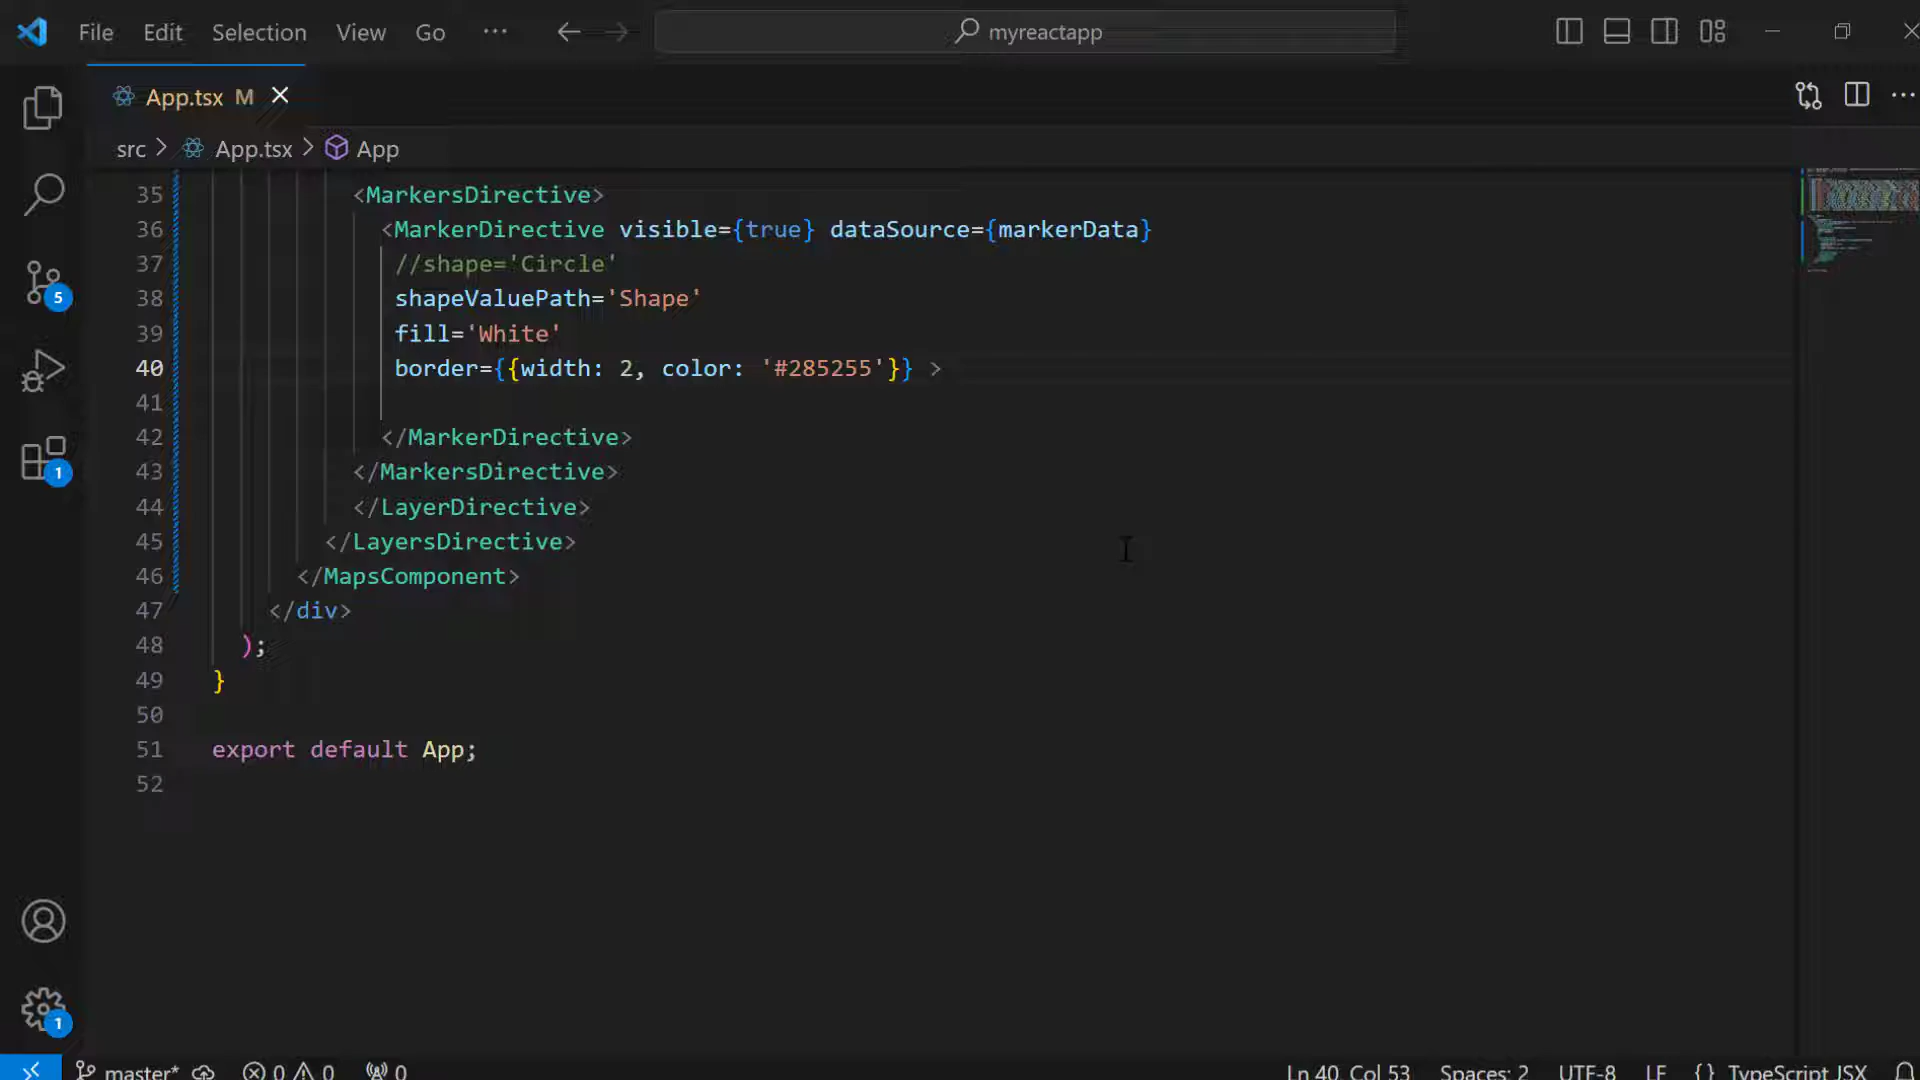 File Edit Selection View Go ··· myreactapp
App.tsx M
src > App.tsx > App
35 <MarkersDirective>
36 <MarkerDirective visible={true} dataSource={markerData}
37 //shape='Circle'
38 shapeValuePath='Shape'
39 fill='White'
40 border={{width: 2, color: '#285255'}} >
41
42 </MarkerDirective>
43 </MarkersDirective>
44 </LayerDirective>
45 </LayersDirective>
46 </MapsComponent>
47 </div>
48 );
49 }
50
51 export default App;
52
5
1
1
master* 0 0 0 Ln 40, Col 53 Spaces: 2 UTF-8 LF {} TypeScript JSX